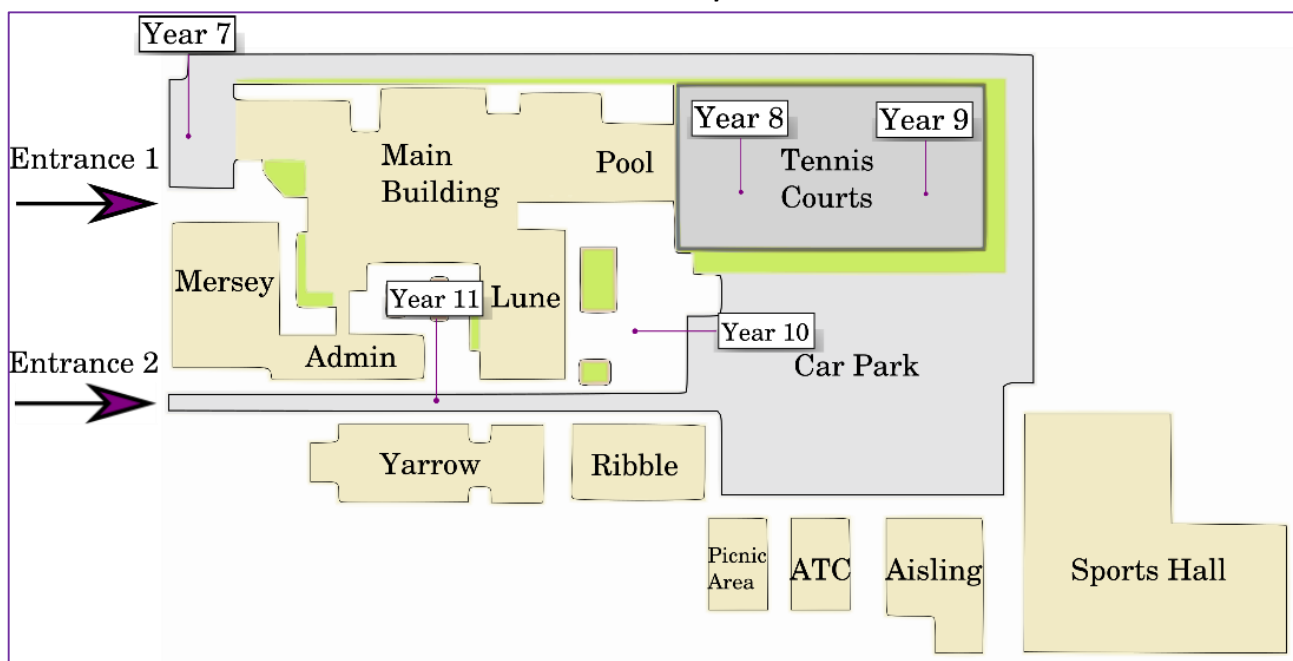 Year 7
Year 8
Year 9
Entrance 1
Main
Building
Pool
Tennis
Courts
Mersey
Year 11
Lune
Year 10
Entrance 2
Admin
Car Park
Yarrow
Ribble
Picnic
Area
ATC
Aisling
Sports Hall